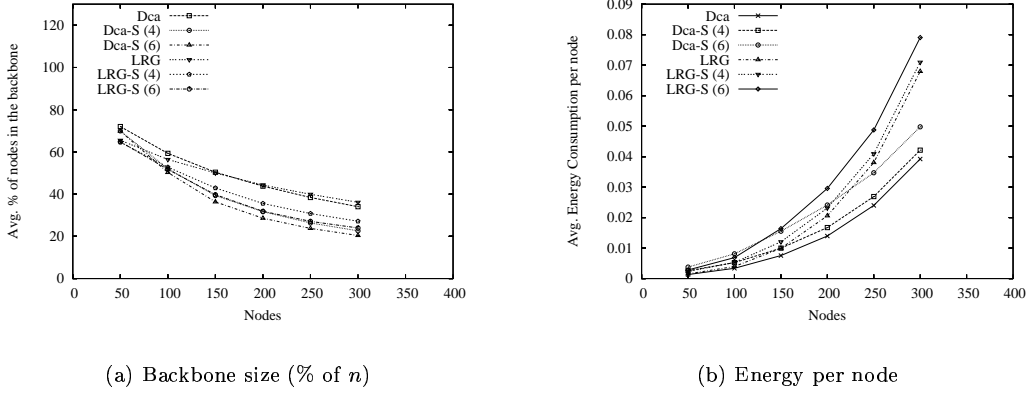 Avg. % of nodes in the backbone
120
100
80
60
40
20
0
0 50 100 150 200 250 300 350 400
Nodes
Dca
Dca-S (4)
Dca-S (6)
LRG
LRG-S (4)
LRG-S (6)
(a) Backbone size (% of n)
Avg. Energy Consumption per node
0.09
0.08
0.07
0.06
0.05
0.04
0.03
0.02
0.01
0
0 50 100 150 200 250 300 350 400
Nodes
Dca
Dca-S (4)
Dca-S (6)
LRG
LRG-S (4)
LRG-S (6)
(b) Energy per node